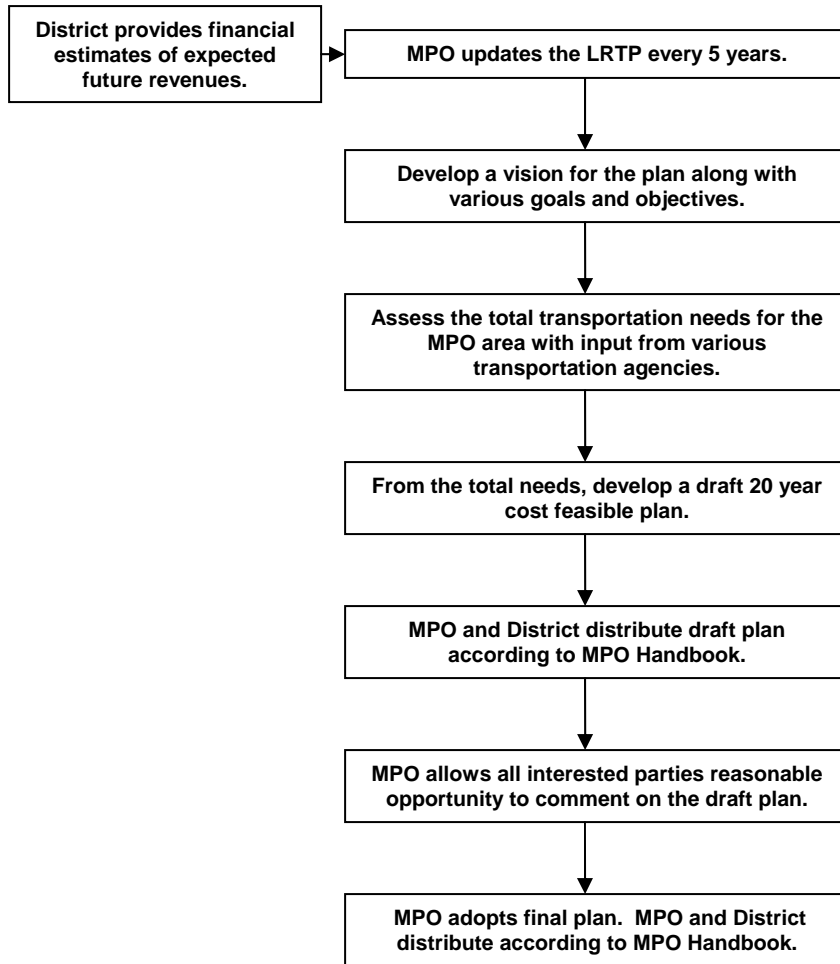 District provides financial
estimates of expected
future revenues.
MPO updates the LRTP every 5 years.
Develop a vision for the plan along with
various goals and objectives.
Assess the total transportation needs for the
MPO area with input from various
transportation agencies.
From the total needs, develop a draft 20 year
cost feasible plan.
MPO and District distribute draft plan
according to MPO Handbook.
MPO allows all interested parties reasonable
opportunity to comment on the draft plan.
MPO adopts final plan.  MPO and District
distribute according to MPO Handbook.